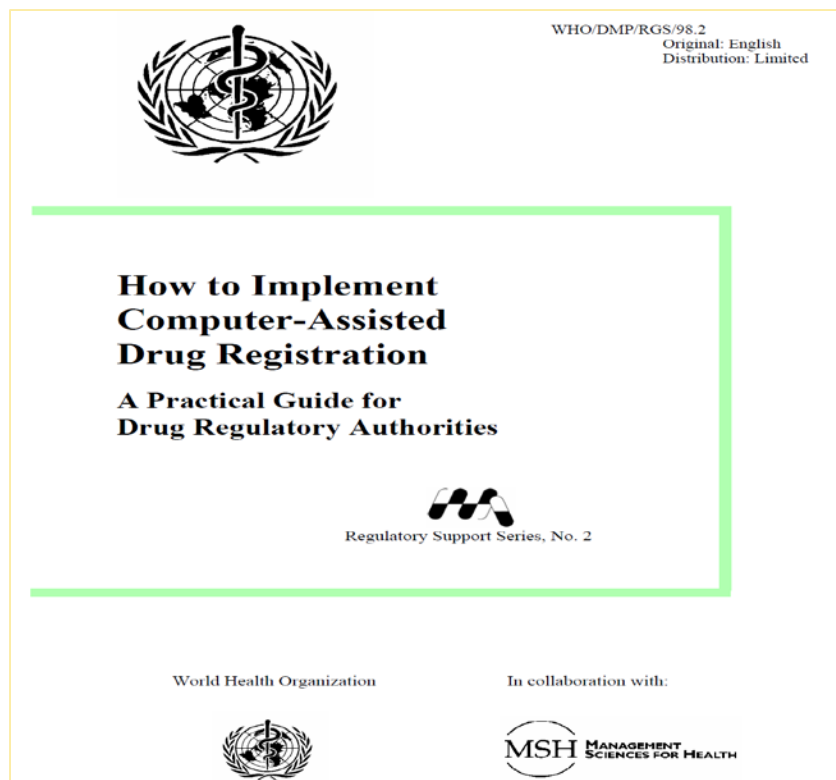 WHO/DMP/RGS/98.2
Original: English
Distribution: Limited
How to Implement
Computer-Assisted
Drug Registration
A Practical Guide for
Drug Regulatory Authorities
Regulatory Support Series, No. 2
World Health Organization
In collaboration with:
MSH MANAGEMENT
SCIENCES FOR HEALTH